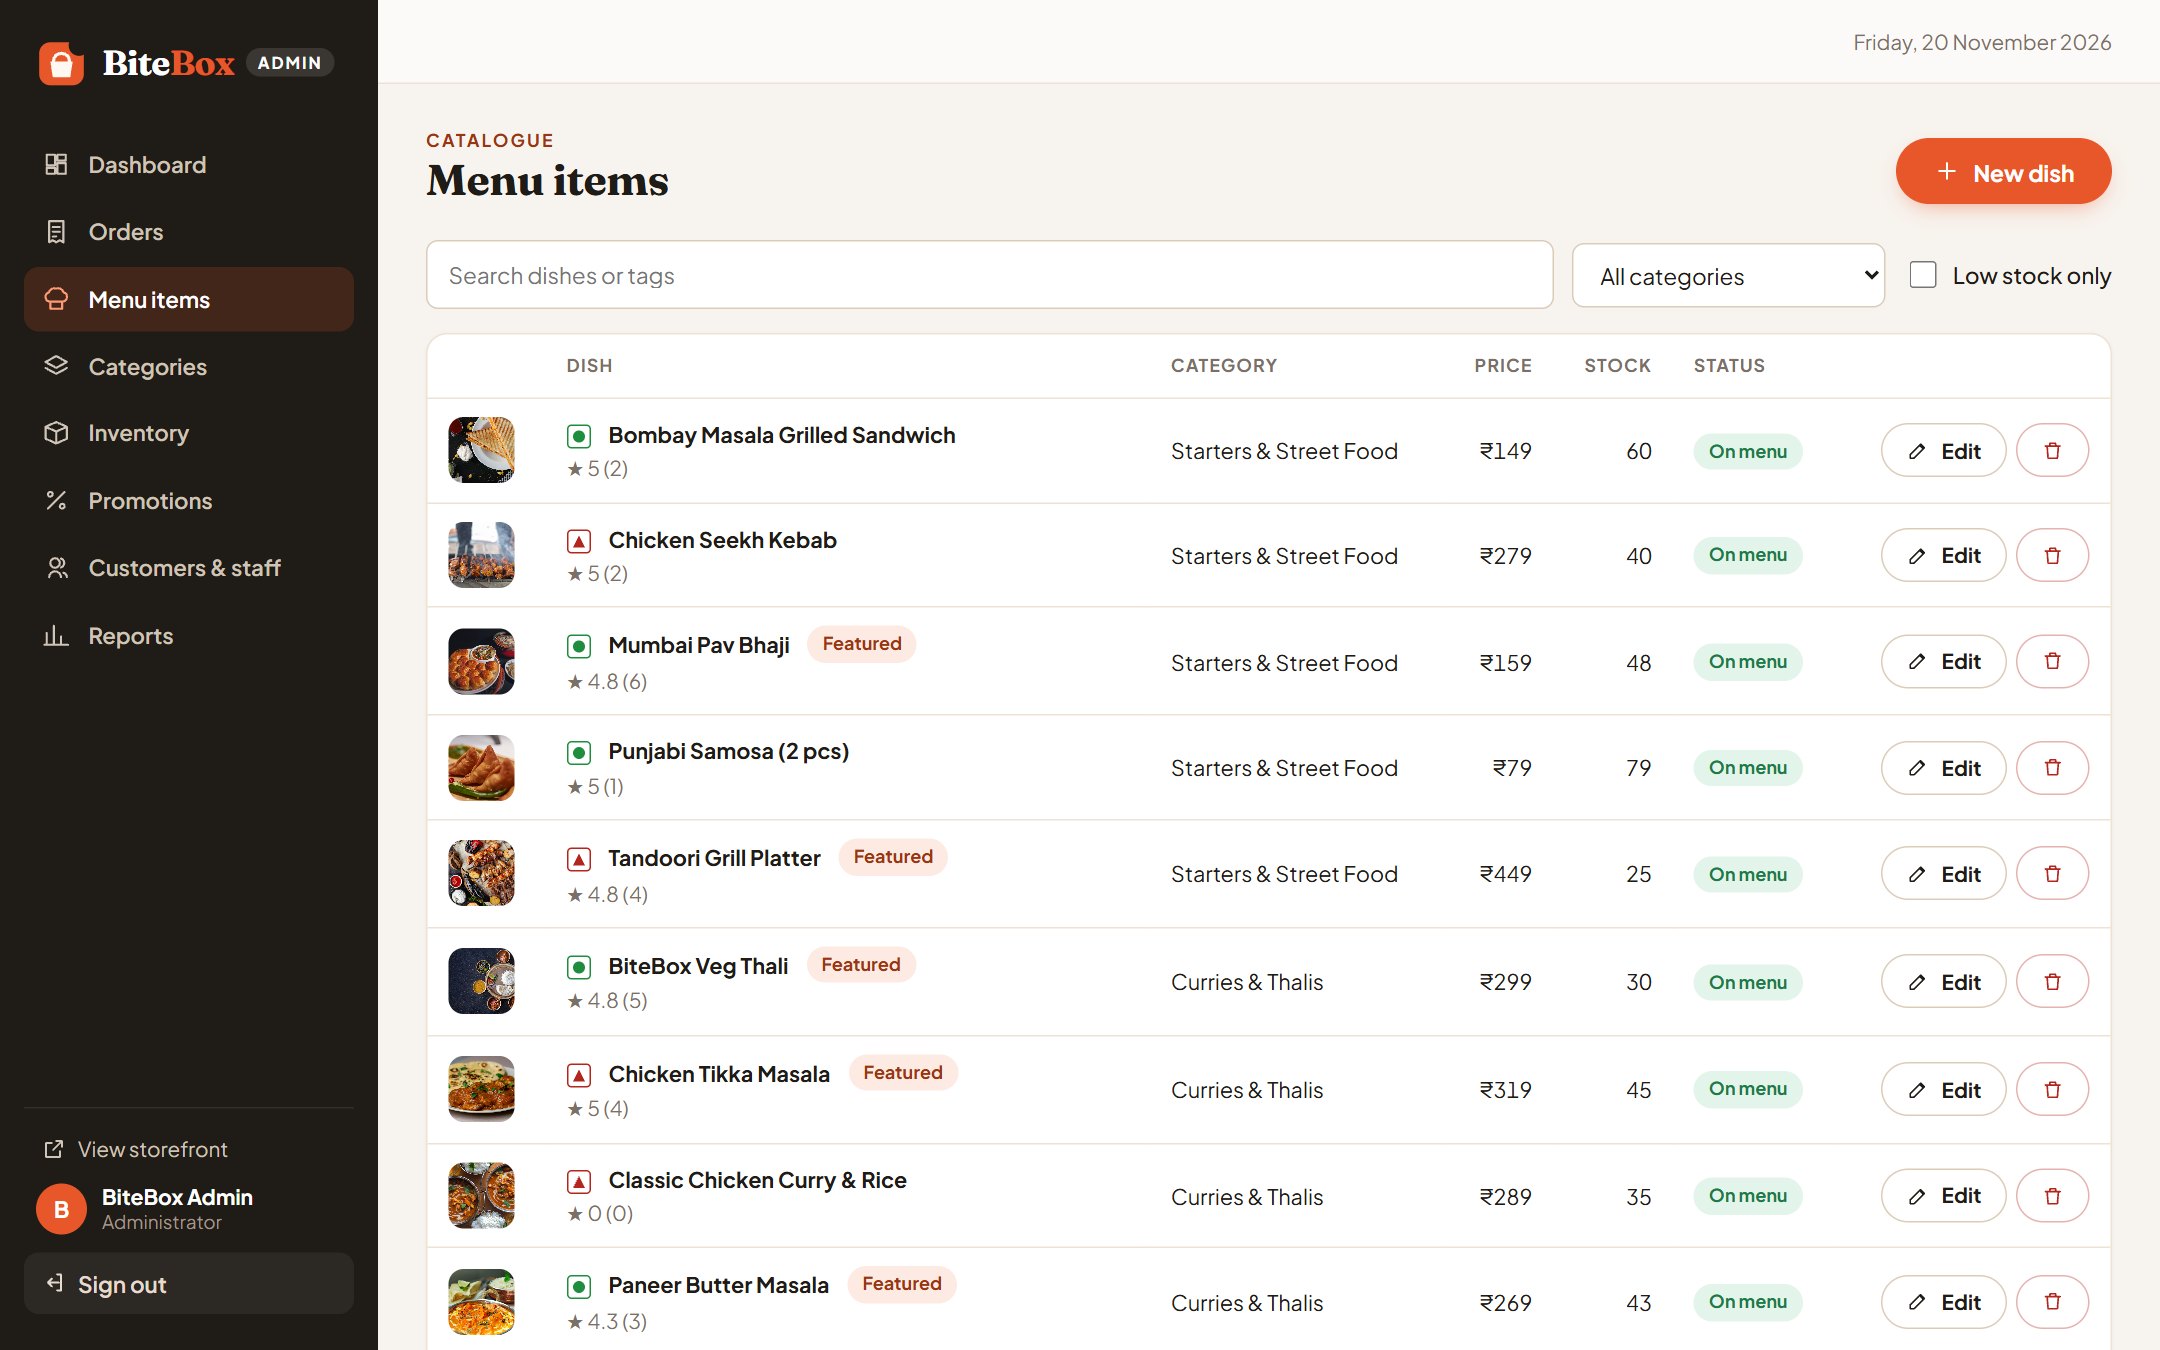 BiteBox ADMIN
Friday, 20 November 2026
Dashboard
Orders
Menu items
Categories
Inventory
Promotions
Customers & staff
Reports
View storefront
B
BiteBox Admin
Administrator
Sign out
CATALOGUE
Menu items
+ New dish
Search dishes or tags
All categories
Low stock only
DISH CATEGORY PRICE STOCK STATUS
Bombay Masala Grilled Sandwich
★ 5 (2)
Starters & Street Food ₹149 60 On menu Edit
Chicken Seekh Kebab
★ 5 (2)
Starters & Street Food ₹279 40 On menu Edit
Mumbai Pav Bhaji Featured
★ 4.8 (6)
Starters & Street Food ₹159 48 On menu Edit
Punjabi Samosa (2 pcs)
★ 5 (1)
Starters & Street Food ₹79 79 On menu Edit
Tandoori Grill Platter Featured
★ 4.8 (4)
Starters & Street Food ₹449 25 On menu Edit
BiteBox Veg Thali Featured
★ 4.8 (5)
Curries & Thalis ₹299 30 On menu Edit
Chicken Tikka Masala Featured
★ 5 (4)
Curries & Thalis ₹319 45 On menu Edit
Classic Chicken Curry & Rice
★ 0 (0)
Curries & Thalis ₹289 35 On menu Edit
Paneer Butter Masala Featured
★ 4.3 (3)
Curries & Thalis ₹269 43 On menu Edit